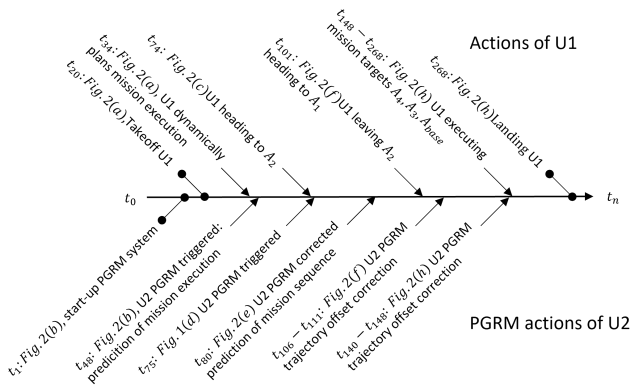 Actions of U1
t₂₀: Fig. 2(a), Takeoff U1
t₃₄: Fig. 2(a), U1 dynamically
plans mission execution
t₇₄: Fig. 2(c) U1 heading to A₂
t₁₀₁: Fig. 2(f) U1 leaving A₂
heading to A₁
t₁₄₈ − t₂₆₈: Fig. 2(h) U1 executing
mission targets A₄, A₃, A_base
t₂₆₈: Fig. 2(h) Landing U1
t₀
tₙ
t₁: Fig. 2(b), start-up PGRM system
t₄₈: Fig. 2(b), U2 PGRM triggered:
predicition of mission execution
t₇₅: Fig. 1(d) U2 PGRM triggered
t₈₀: Fig. 2(e) U2 PGRM corrected
prediction of mission sequence
t₁₀₆ − t₁₁₁: Fig. 2(f) U2 PGRM
trajectory offset correction
t₁₄₀ − t₁₄₈: Fig. 2(h) U2 PGRM
trajectory offset correction
PGRM actions of U2